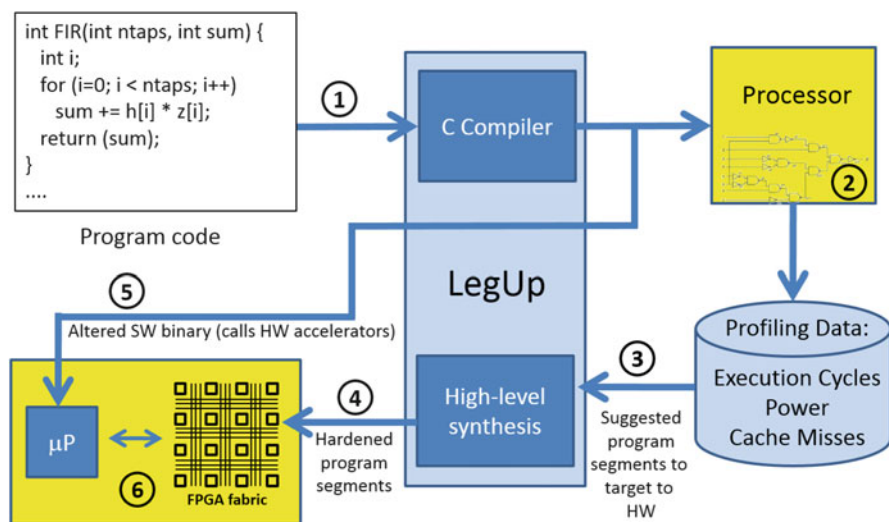 int FIR(int ntaps, int sum) {
int i;
for (i=0; i < ntaps; i++)
sum += h[i] * z[i];
return (sum);
}
....
Program code
1
C Compiler
Processor
2
LegUp
5
Altered SW binary (calls HW accelerators)
Profiling Data:
Execution Cycles
Power
Cache Misses
3
Suggested
program
segments to
target to
HW
High-level
synthesis
4
Hardened
program
segments
μP
6
FPGA fabric